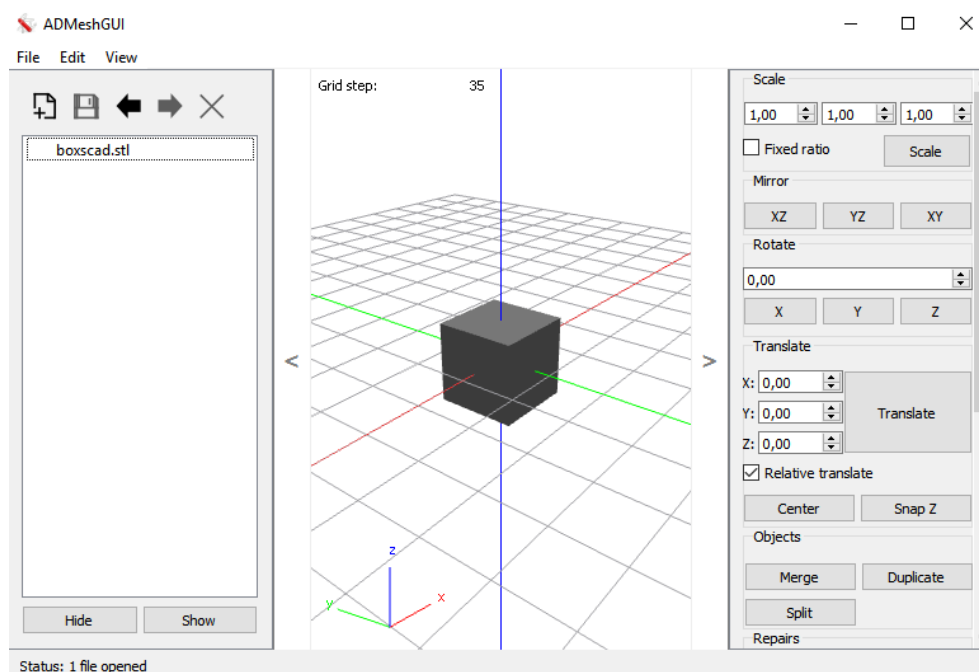 ADMeshGUI
File Edit View
boxscad.stl
Hide Show
Grid step: 35
<
>
z
y
x
Scale
1,00 1,00 1,00
Fixed ratio Scale
Mirror
XZ YZ XY
Rotate
0,00
X Y Z
Translate
X: 0,00
Y: 0,00
Z: 0,00
Translate
Relative translate
Center Snap Z
Objects
Merge Duplicate
Split
Repairs
Status: 1 file opened